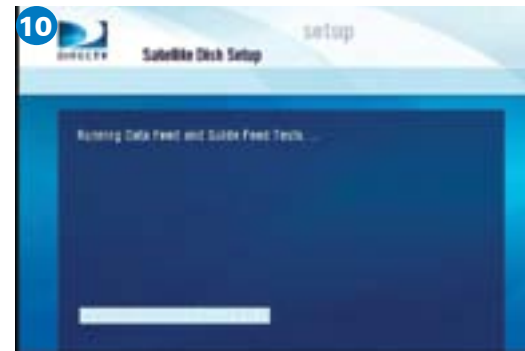 10
setup
DIRECTV
Satellite Dish Setup
Running Data Feed and Guide Feed Tests ...